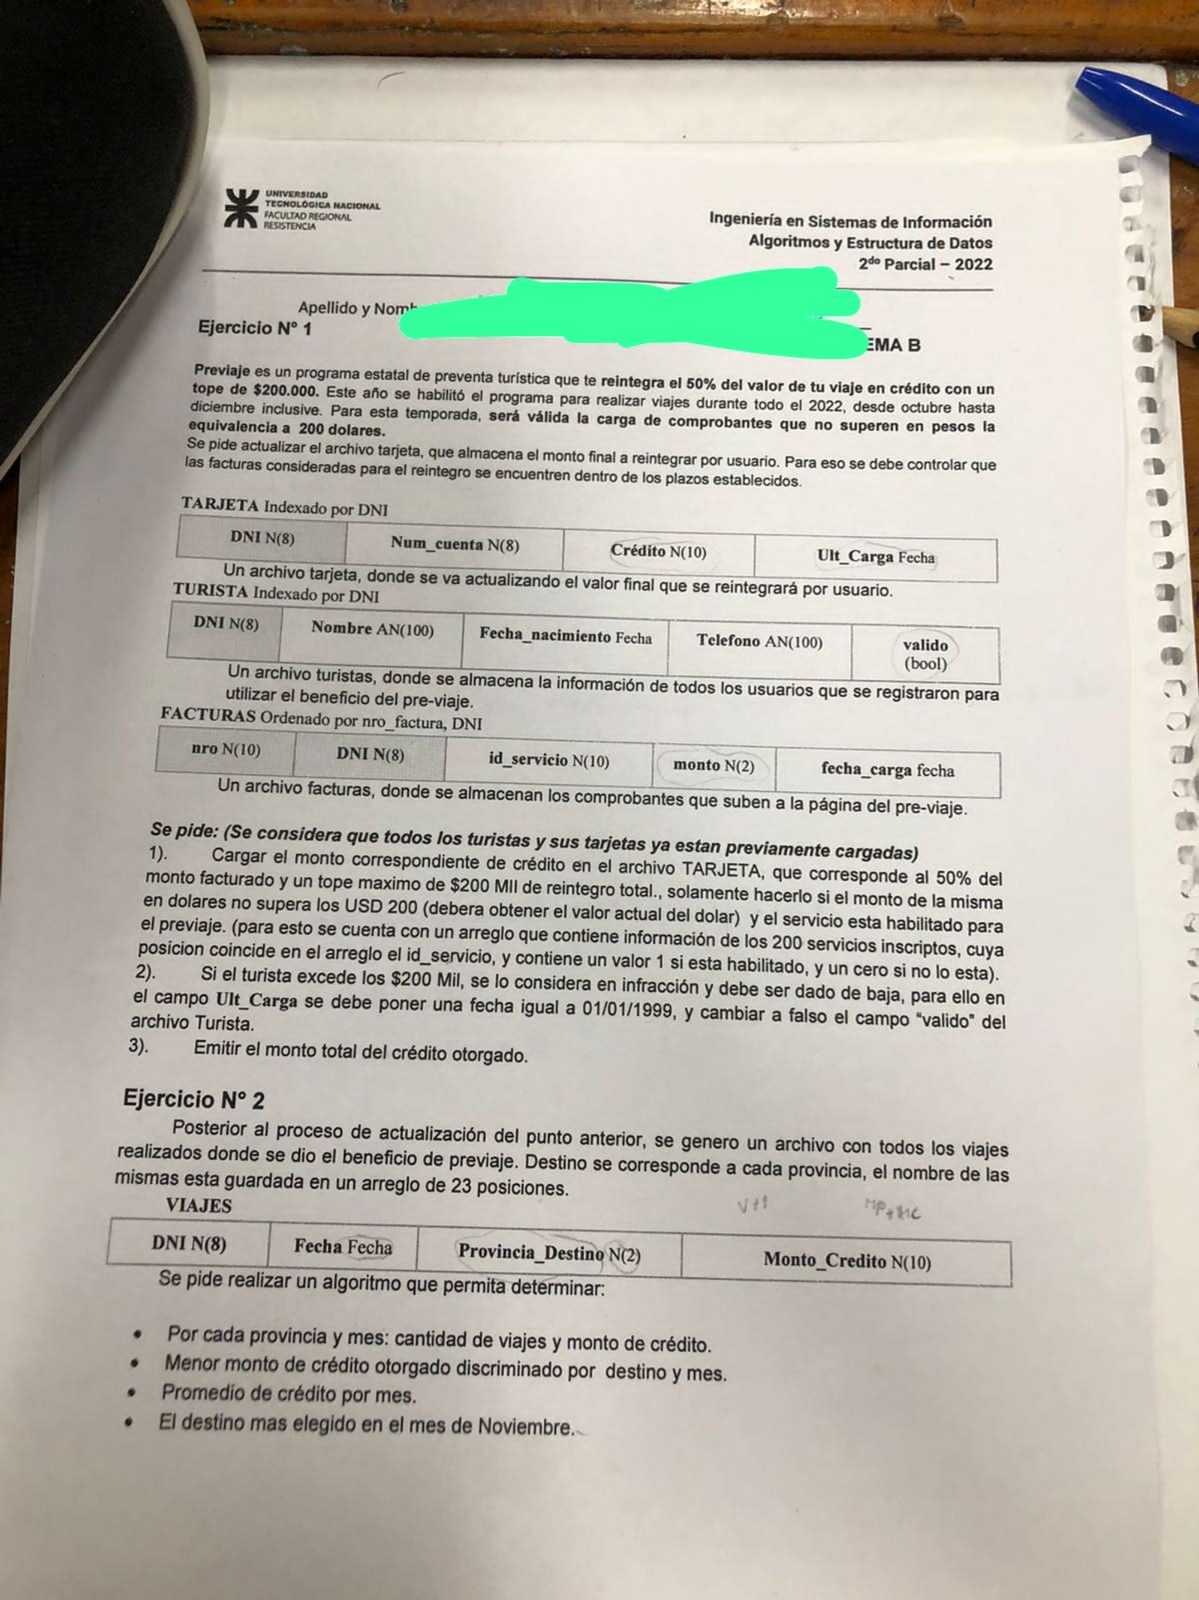 UNIVERSIDAD
TECNOLÓGICA NACIONAL
FACULTAD REGIONAL
RESISTENCIA
Ingeniería en Sistemas de Información
Algoritmos y Estructura de Datos
2do Parcial – 2022
Apellido y Nomb
Ejercicio N° 1
EMA B
Previaje es un programa estatal de preventa turística que te reintegra el 50% del valor de tu viaje en crédito con un
tope de $200.000. Este año se habilitó el programa para realizar viajes durante todo el 2022, desde octubre hasta
diciembre inclusive. Para esta temporada, será válida la carga de comprobantes que no superen en pesos la
equivalencia a 200 dolares.
Se pide actualizar el archivo tarjeta, que almacena el monto final a reintegrar por usuario. Para eso se debe controlar que
las facturas consideradas para el reintegro se encuentren dentro de los plazos establecidos.
TARJETA Indexado por DNI
DNI N(8) Num_cuenta N(8) Crédito N(10) Ult_Carga Fecha
Un archivo tarjeta, donde se va actualizando el valor final que se reintegrará por usuario.
TURISTA Indexado por DNI
DNI N(8) Nombre AN(100) Fecha_nacimiento Fecha Telefono AN(100) valido
(bool)
Un archivo turistas, donde se almacena la información de todos los usuarios que se registraron para
utilizar el beneficio del pre-viaje.
FACTURAS Ordenado por nro_factura, DNI
nro N(10) DNI N(8) id_servicio N(10) monto N(2) fecha_carga fecha
Un archivo facturas, donde se almacenan los comprobantes que suben a la página del pre-viaje.
Se pide: (Se considera que todos los turistas y sus tarjetas ya estan previamente cargadas)
1). Cargar el monto correspondiente de crédito en el archivo TARJETA, que corresponde al 50% del
monto facturado y un tope maximo de $200 MIl de reintegro total., solamente hacerlo si el monto de la misma
en dolares no supera los USD 200 (debera obtener el valor actual del dolar) y el servicio esta habilitado para
el previaje. (para esto se cuenta con un arreglo que contiene información de los 200 servicios inscriptos, cuya
posicion coincide en el arreglo el id_servicio, y contiene un valor 1 si esta habilitado, y un cero si no lo esta).
2). Si el turista excede los $200 Mil, se lo considera en infracción y debe ser dado de baja, para ello en
el campo Ult_Carga se debe poner una fecha igual a 01/01/1999, y cambiar a falso el campo “valido” del
archivo Turista.
3). Emitir el monto total del crédito otorgado.
Ejercicio N° 2
Posterior al proceso de actualización del punto anterior, se genero un archivo con todos los viajes
realizados donde se dio el beneficio de previaje. Destino se corresponde a cada provincia, el nombre de las
mismas esta guardada en un arreglo de 23 posiciones.
VIAJES
V+1
DNI N(8) Fecha Fecha Provincia_Destino N(2) Monto_Credito N(10)
Se pide realizar un algoritmo que permita determinar:
• Por cada provincia y mes: cantidad de viajes y monto de crédito.
• Menor monto de crédito otorgado discriminado por destino y mes.
• Promedio de crédito por mes.
• El destino mas elegido en el mes de Noviembre.